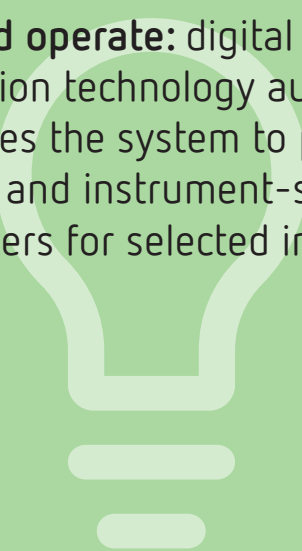 d operate: digital
ion technology au
es the system to
and instrument-s
ers for selected in